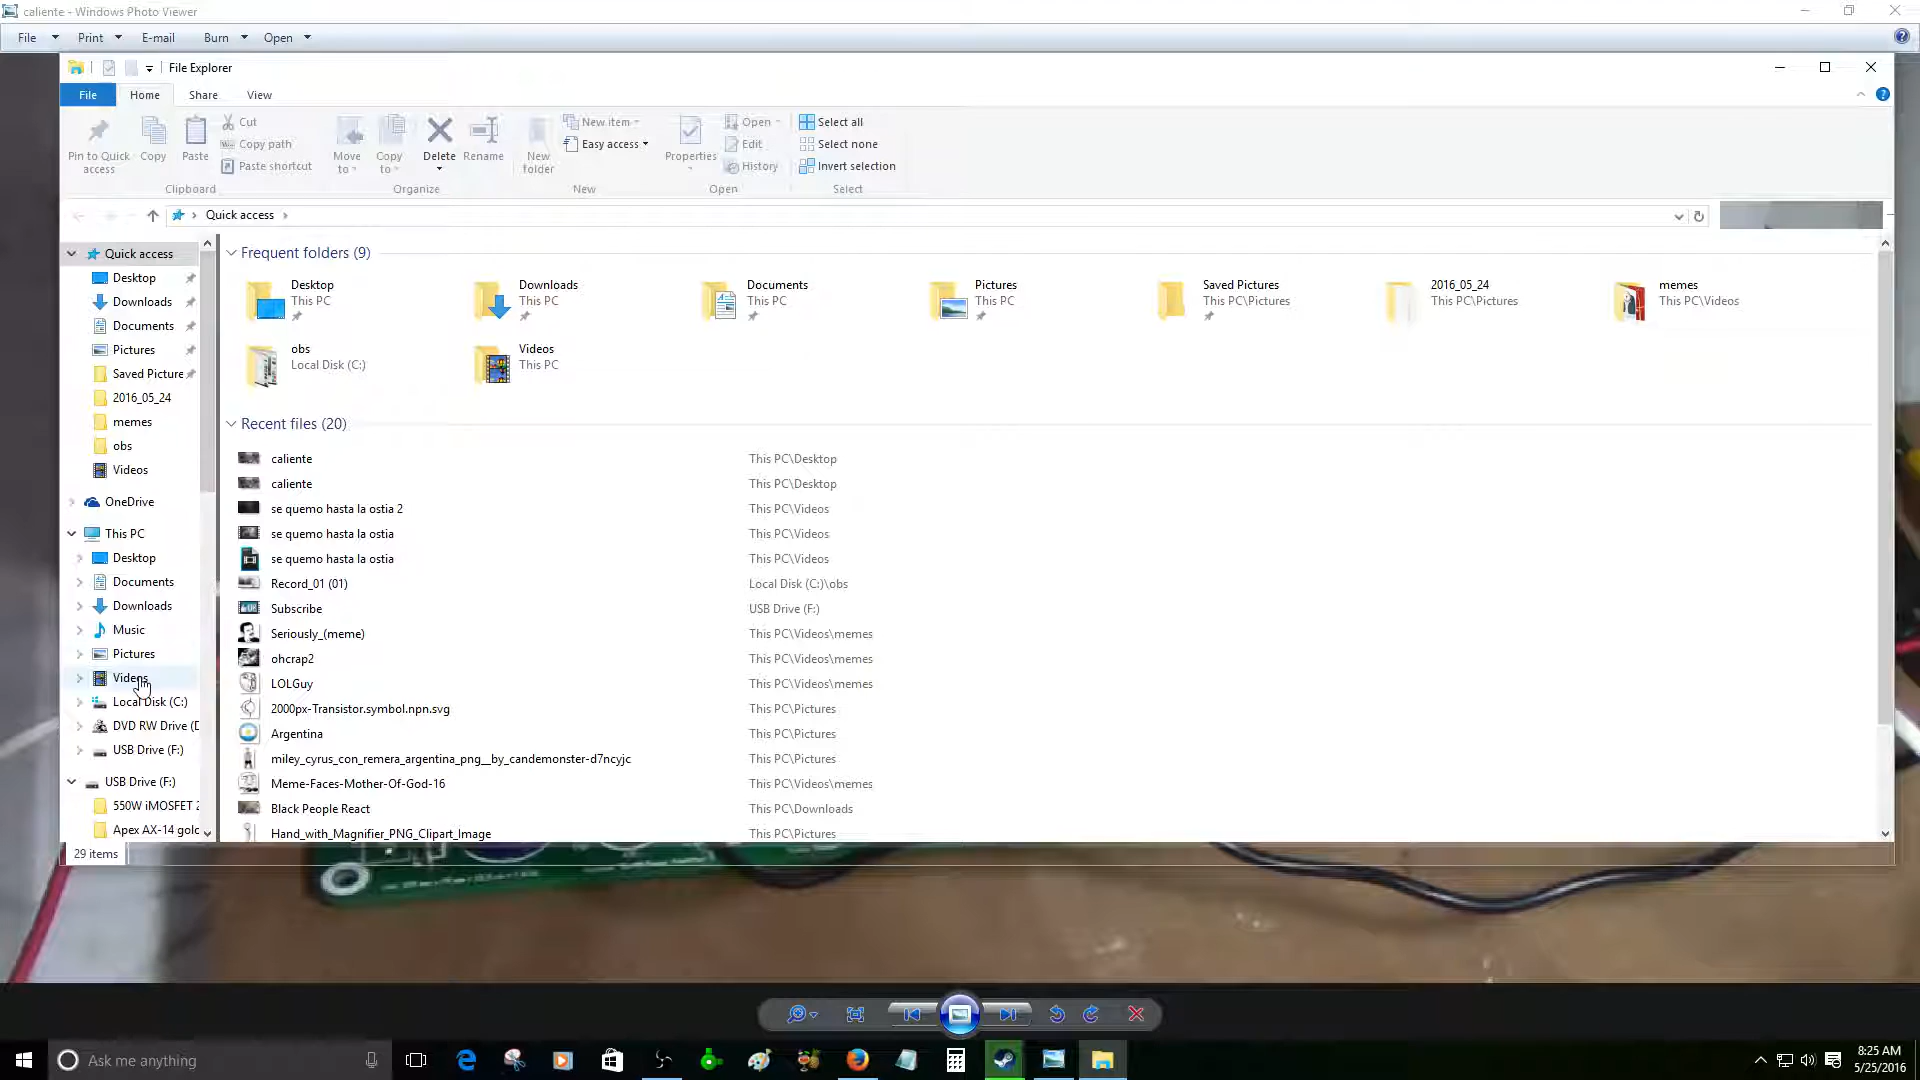 caliente - Windows Photo Viewer
File Print E-mail Burn Open
File Explorer
File Home Share View
Pin to Quick access
Copy
Paste
Cut
Copy path
Paste shortcut
Clipboard
Move to
Copy to
Delete
Rename
Organize
New folder
New item
Easy access
New
Properties
Open
Edit
History
Open
Select all
Select none
Invert selection
Select
Quick access
Quick access
Desktop
Downloads
Documents
Pictures
Saved Picture
2016_05_24
memes
obs
Videos
OneDrive
This PC
Desktop
Documents
Downloads
Music
Pictures
Videos
Local Disk (C:)
DVD RW Drive (D
USB Drive (F:)
USB Drive (F:)
550W iMOSFET 2
Apex AX-14 gold
Frequent folders (9)
Desktop
This PC
Downloads
This PC
Documents
This PC
Pictures
This PC
Saved Pictures
This PC\Pictures
2016_05_24
This PC\Pictures
memes
This PC\Videos
obs
Local Disk (C:)
Videos
This PC
Recent files (20)
caliente This PC\Desktop
caliente This PC\Desktop
se quemo hasta la ostia 2 This PC\Videos
se quemo hasta la ostia This PC\Videos
se quemo hasta la ostia This PC\Videos
Record_01 (01) Local Disk (C:)\obs
Subscribe USB Drive (F:)
Seriously_(meme) This PC\Videos\memes
ohcrap2 This PC\Videos\memes
LOLGuy This PC\Videos\memes
2000px-Transistor.symbol.npn.svg This PC\Pictures
Argentina This PC\Pictures
miley_cyrus_con_remera_argentina_png__by_candemonster-d7ncyjc This PC\Pictures
Meme-Faces-Mother-Of-God-16 This PC\Videos\memes
Black People React This PC\Downloads
Hand_with_Magnifier_PNG_Clipart_Image This PC\Pictures
29 items
Ask me anything
8:25 AM
5/25/2016